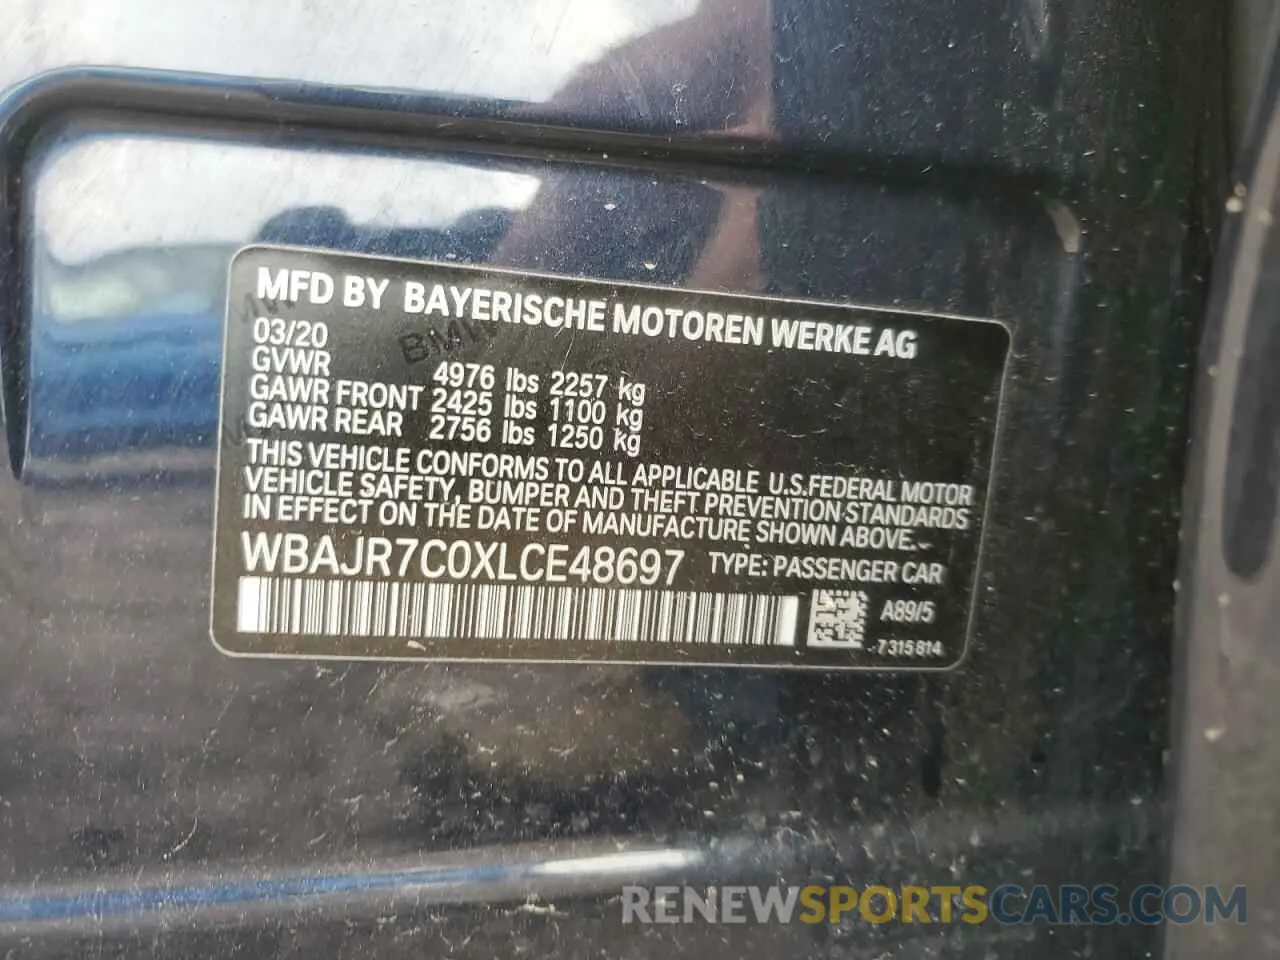 MFD BY BAYERISCHE MOTOREN WERKE AG
03/20
GVWR 4976 lbs 2257 kg
GAWR FRONT 2425 lbs 1100 kg
GAWR REAR 2756 lbs 1250 kg
THIS VEHICLE CONFORMS TO ALL APPLICABLE U.S.FEDERAL MOTOR
VEHICLE SAFETY, BUMPER AND THEFT PREVENTION STANDARDS
IN EFFECT ON THE DATE OF MANUFACTURE SHOWN ABOVE.
WBAJR7C0XLCE48697 TYPE: PASSENGER CAR
A89/5
7 315 814
RENEWSPORTSCARS.COM